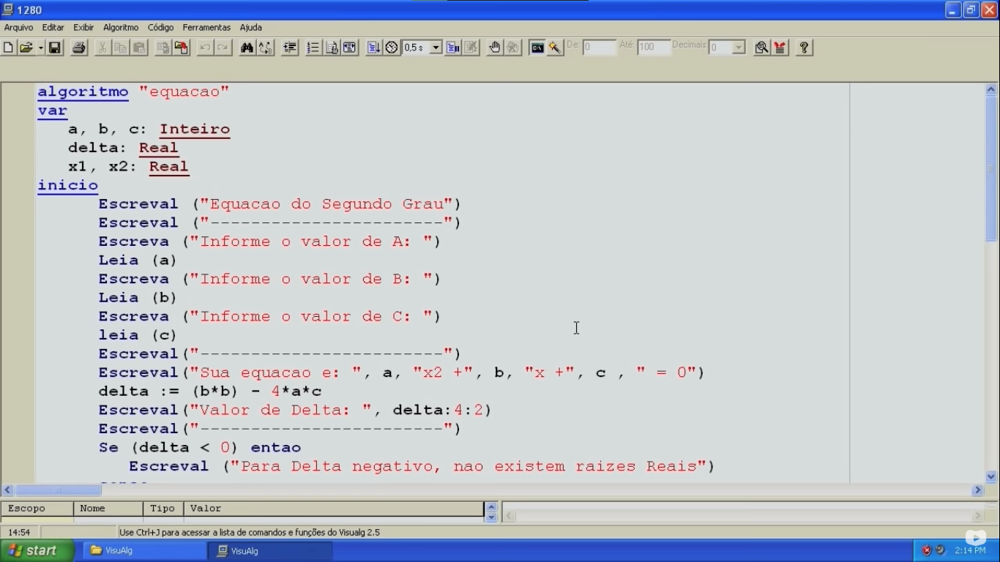 1280
Arquivo Editar Exibir Algoritmo Código Ferramentas Ajuda
0,5 s De: 0 Até: 100 Decimais: 0
algoritmo "equacao"
var
a, b, c: Inteiro
delta: Real
x1, x2: Real
inicio
Escreval ("Equacao do Segundo Grau")
Escreval ("-----------------------")
Escreva ("Informe o valor de A: ")
Leia (a)
Escreva ("Informe o valor de B: ")
Leia (b)
Escreva ("Informe o valor de C: ")
leia (c)
Escreval("------------------------")
Escreval("Sua equacao e: ", a, "x2 +", b, "x +", c , " = 0")
delta := (b*b) - 4*a*c
Escreval("Valor de Delta: ", delta:4:2)
Escreval("------------------------")
Se (delta < 0) entao
Escreval ("Para Delta negativo, nao existem raizes Reais")
Escopo Nome Tipo Valor
14:54 Use Ctrl+J para acessar a lista de comandos e funções do Visualg 2.5
start VisuAlg VisuAlg 2:14 PM